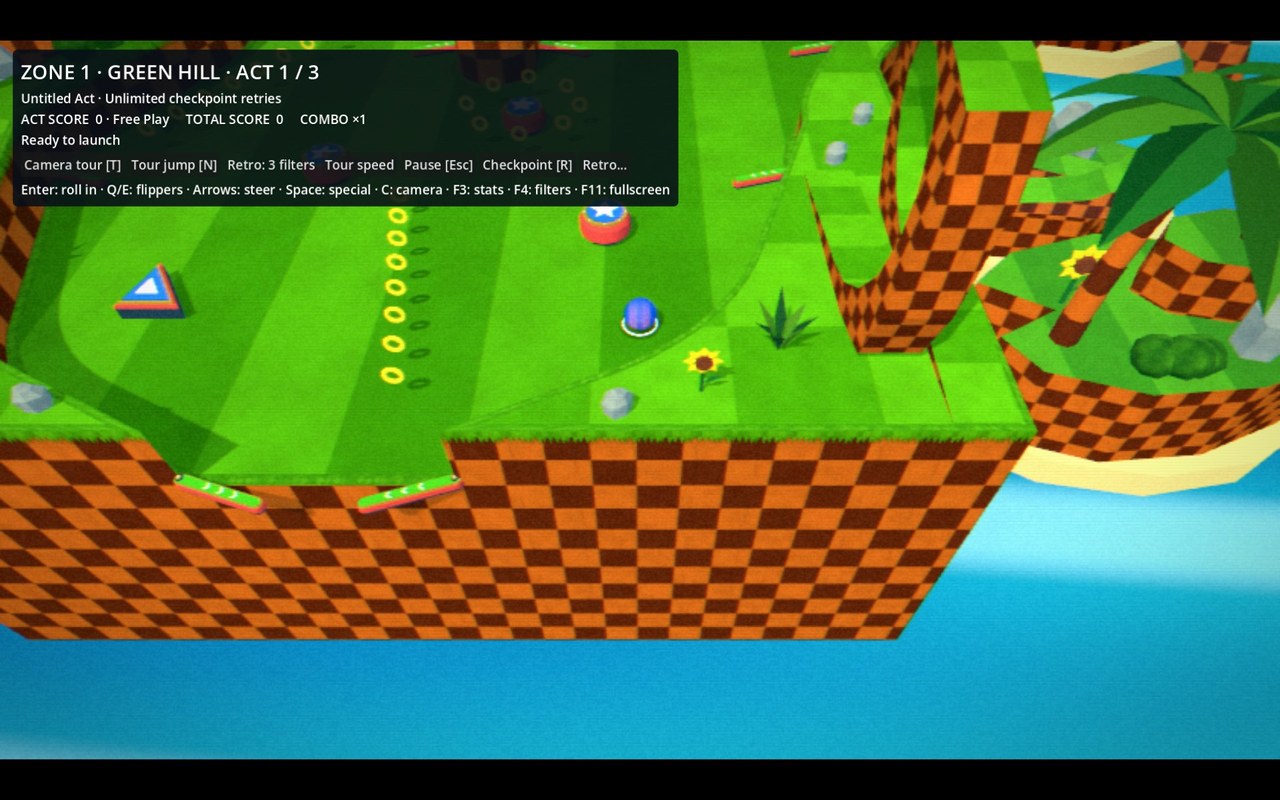 ZONE 1 · GREEN HILL · ACT 1 / 3
Untitled Act · Unlimited checkpoint retries
ACT SCORE 0 · Free Play TOTAL SCORE 0 COMBO ×1
Ready to launch
Camera tour [T] Tour jump [N] Retro: 3 filters Tour speed Pause [Esc] Checkpoint [R] Retro...
Enter: roll in · Q/E: flippers · Arrows: steer · Space: special · C: camera · F3: stats · F4: filters · F11: fullscreen